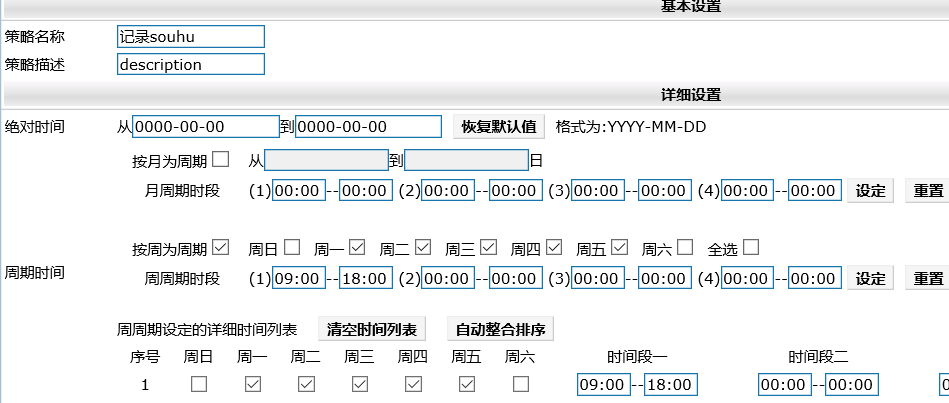 基本设置
策略名称 记录souhu
策略描述 description
详细设置
绝对时间 从 0000-00-00 到 0000-00-00 恢复默认值 格式为:YYYY-MM-DD
按月为周期 从 到 日
月周期时段 (1) 00:00 -- 00:00 (2) 00:00 -- 00:00 (3) 00:00 -- 00:00 (4) 00:00 -- 00:00 设定 重置
按周为周期 周日 周一 周二 周三 周四 周五 周六 全选
周期时间
周周期时段 (1) 09:00 -- 18:00 (2) 00:00 -- 00:00 (3) 00:00 -- 00:00 (4) 00:00 -- 00:00 设定 重置
周周期设定的详细时间列表 清空时间列表 自动整合排序
序号 周日 周一 周二 周三 周四 周五 周六 时间段一 时间段二
1 09:00 -- 18:00 00:00 -- 00:00